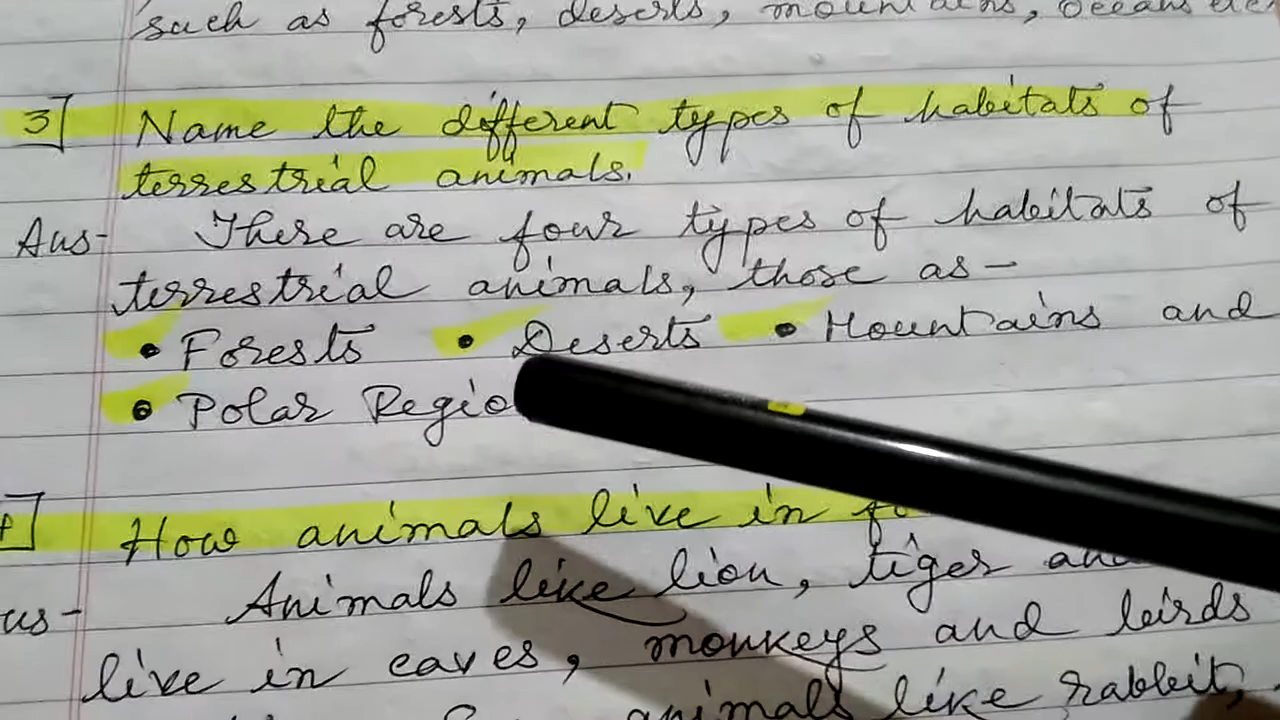 such as forests, deserts, mountains, oceans etc
3] Name the different types of habitats of
terrestrial animals.
Ans- There are four types of habitats of
terrestrial animals, those as-
• Forests • Deserts • Mountains and
• Polar Regio
How animals live in fo
Animals like lion, tiger and
live in caves, monkeys and birds
animals like rabbit,